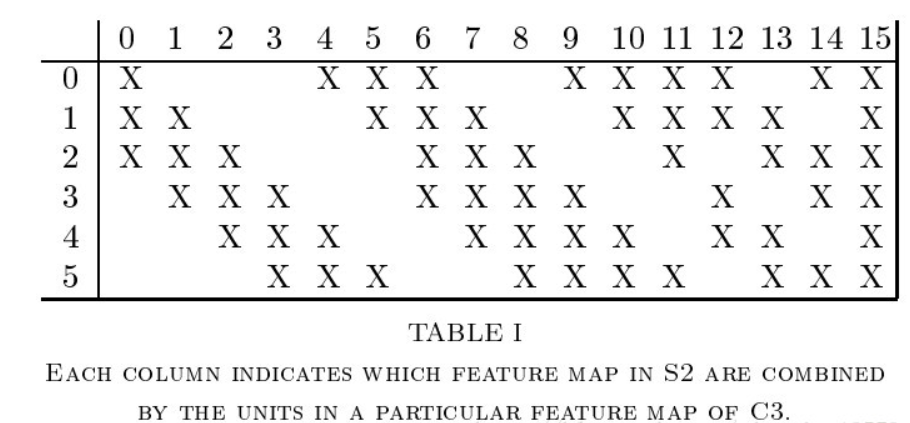 0 1 2 3 4 5 6 7 8 9 10 11 12 13 14 15
0 X X X X X X X X X X
1 X X X X X X X X X X
2 X X X X X X X X X X
3 X X X X X X X X X X
4 X X X X X X X X X X
5 X X X X X X X X X X
TABLE I
EACH COLUMN INDICATES WHICH FEATURE MAP IN S2 ARE COMBINED
BY THE UNITS IN A PARTICULAR FEATURE MAP OF C3.